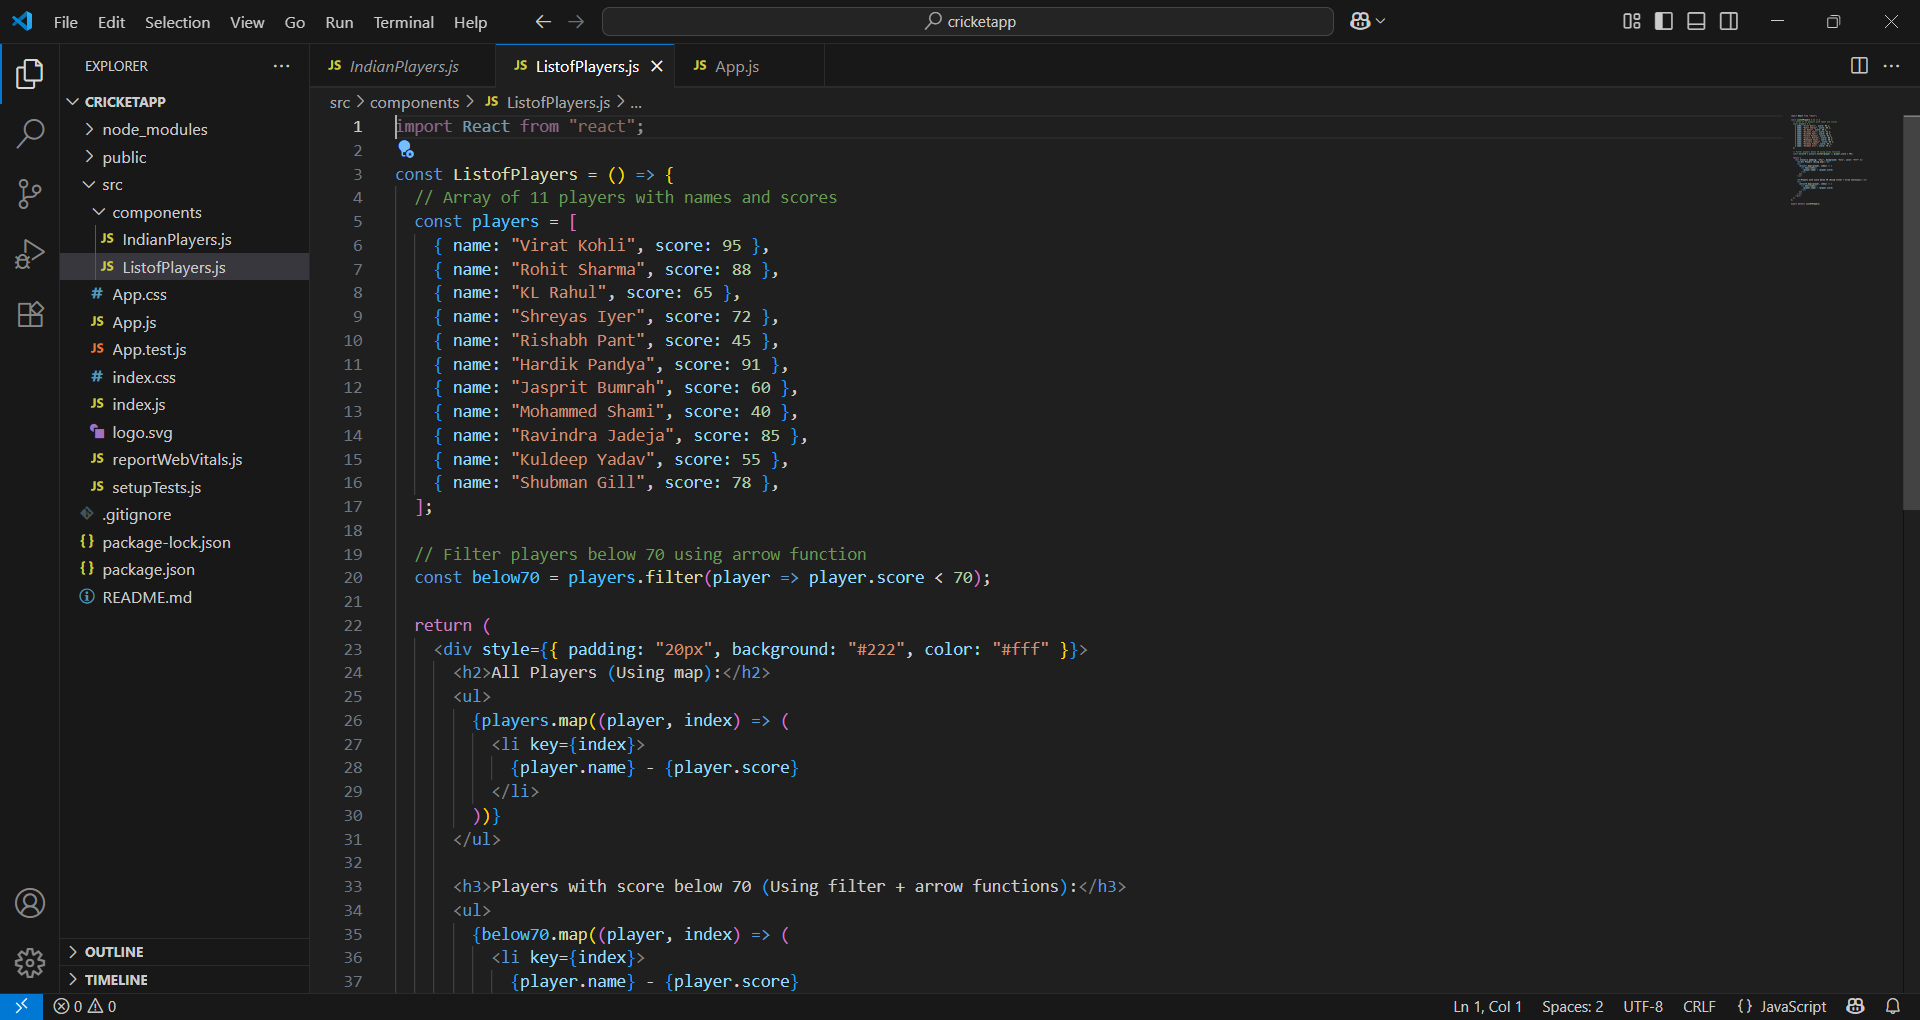 File Edit Selection View Go Run Terminal Help
cricketapp
EXPLORER
CRICKETAPP
node_modules
public
src
components
JS IndianPlayers.js
JS ListofPlayers.js
# App.css
JS App.js
JS App.test.js
# index.css
JS index.js
logo.svg
JS reportWebVitals.js
JS setupTests.js
.gitignore
{} package-lock.json
{} package.json
README.md
OUTLINE
TIMELINE
JS IndianPlayers.js JS ListofPlayers.js JS App.js
src > components > JS ListofPlayers.js > ...
1 import React from "react";
2
3 const ListofPlayers = () => {
4 // Array of 11 players with names and scores
5 const players = [
6 { name: "Virat Kohli", score: 95 },
7 { name: "Rohit Sharma", score: 88 },
8 { name: "KL Rahul", score: 65 },
9 { name: "Shreyas Iyer", score: 72 },
10 { name: "Rishabh Pant", score: 45 },
11 { name: "Hardik Pandya", score: 91 },
12 { name: "Jasprit Bumrah", score: 60 },
13 { name: "Mohammed Shami", score: 40 },
14 { name: "Ravindra Jadeja", score: 85 },
15 { name: "Kuldeep Yadav", score: 55 },
16 { name: "Shubman Gill", score: 78 },
17 ];
18
19 // Filter players below 70 using arrow function
20 const below70 = players.filter(player => player.score < 70);
21
22 return (
23 <div style={{ padding: "20px", background: "#222", color: "#fff" }}>
24 <h2>All Players (Using map):</h2>
25 <ul>
26 {players.map((player, index) => (
27 <li key={index}>
28 {player.name} - {player.score}
29 </li>
30 ))}
31 </ul>
32
33 <h3>Players with score below 70 (Using filter + arrow functions):</h3>
34 <ul>
35 {below70.map((player, index) => (
36 <li key={index}>
37 {player.name} - {player.score}
0 0
Ln 1, Col 1 Spaces: 2 UTF-8 CRLF {} JavaScript